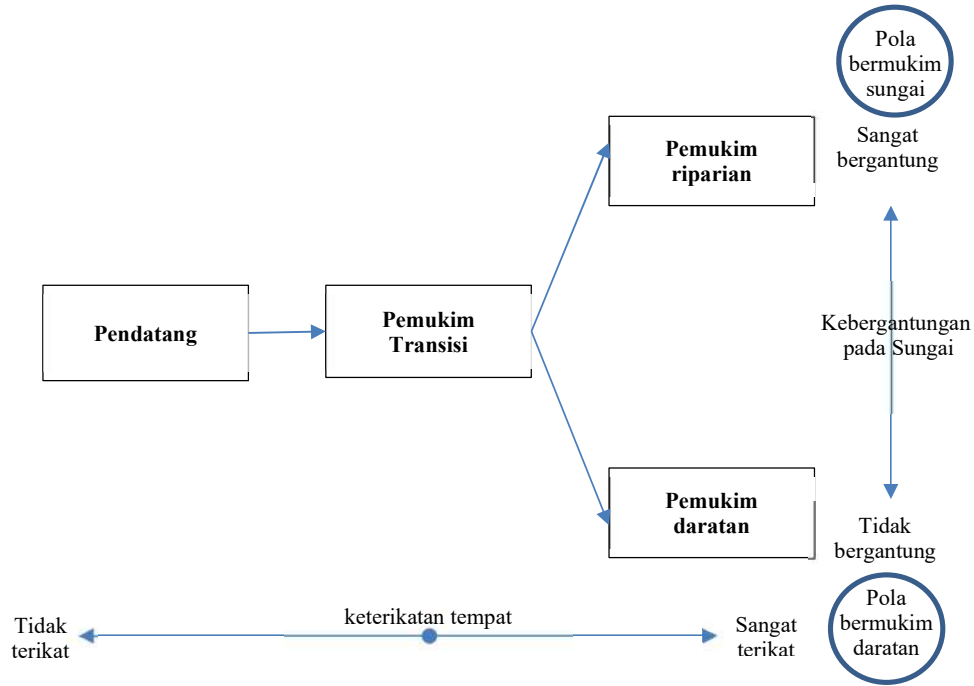 Pola
bermukim
sungai
Pemukim
riparian
Sangat
bergantung
Pendatang
Pemukim
Transisi
Kebergantungan
pada Sungai
Pemukim
daratan
Tidak
bergantung
Tidak
terikat
keterikatan tempat
Sangat
terikat
Pola
bermukim
daratan